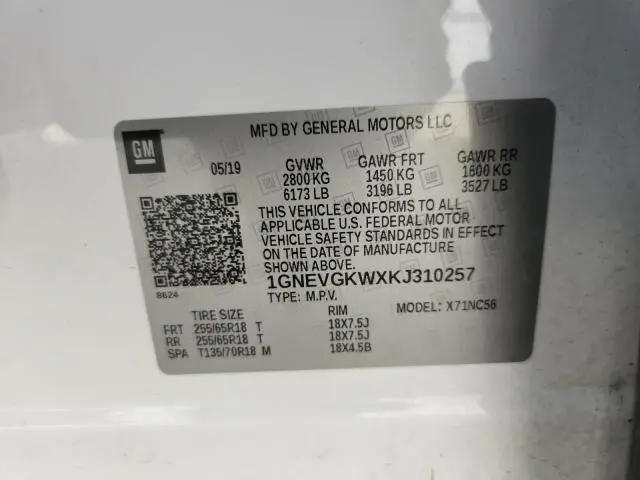 MFD BY GENERAL MOTORS LLC
GM
05/19 GVWR GAWR FRT GAWR RR
2800 KG 1450 KG 1800 KG
6173 LB 3196 LB 3527 LB
THIS VEHICLE CONFORMS TO ALL
APPLICABLE U.S. FEDERAL MOTOR
VEHICLE SAFETY STANDARDS IN EFFECT
ON THE DATE OF MANUFACTURE
SHOWN ABOVE.
1GNEVGKWXKJ310257
8624
TYPE: M.P.V. MODEL: X71NC56
TIRE SIZE RIM
FRT 255/65R18 T 18X7.5J
RR 255/65R18 T 18X7.5J
SPA T135/70R18 M 18X4.5B